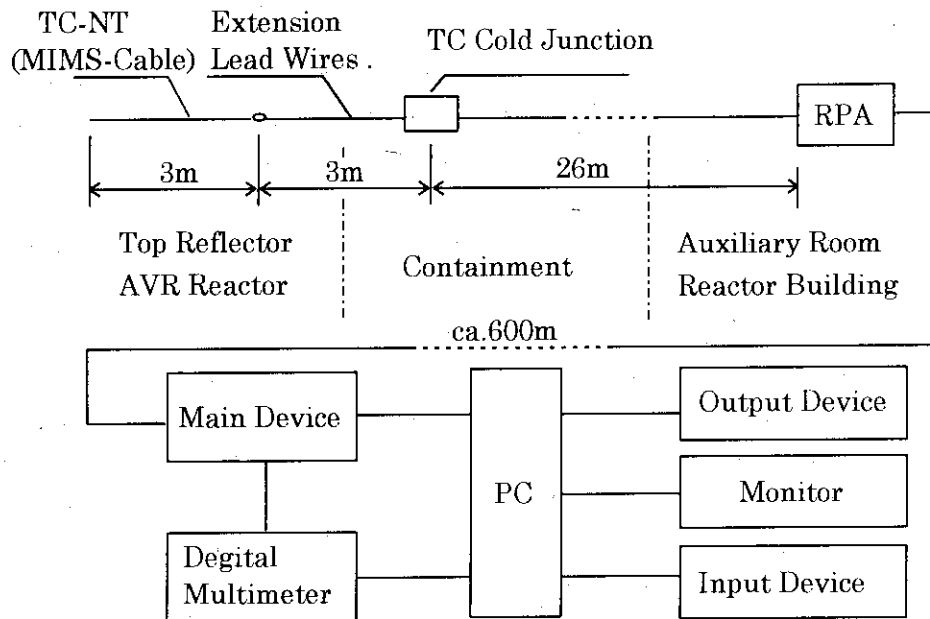 TC-NT
(MIMS-Cable)
Extension
Lead Wires .
TC Cold Junction
RPA
3m
3m
26m
Top Reflector
AVR Reactor
Containment
Auxiliary Room
Reactor Building
ca.600m
Main Device
PC
Output Device
Monitor
Degital
Multimeter
Input Device